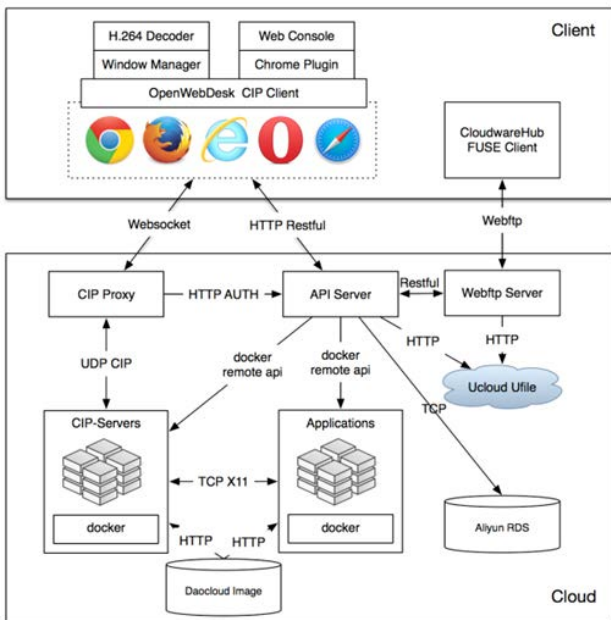 Client
H.264 Decoder
Web Console
Window Manager
Chrome Plugin
OpenWebDesk CIP Client
CloudwareHub
FUSE Client
Websocket
HTTP Restful
Webftp
CIP Proxy
HTTP AUTH
API Server
Restful
Webftp Server
UDP CIP
docker
remote api
docker
remote api
HTTP
HTTP
Ucloud Ufile
TCP
CIP-Servers
Applications
TCP X11
docker
docker
HTTP
HTTP
Aliyun RDS
Daocloud Image
Cloud